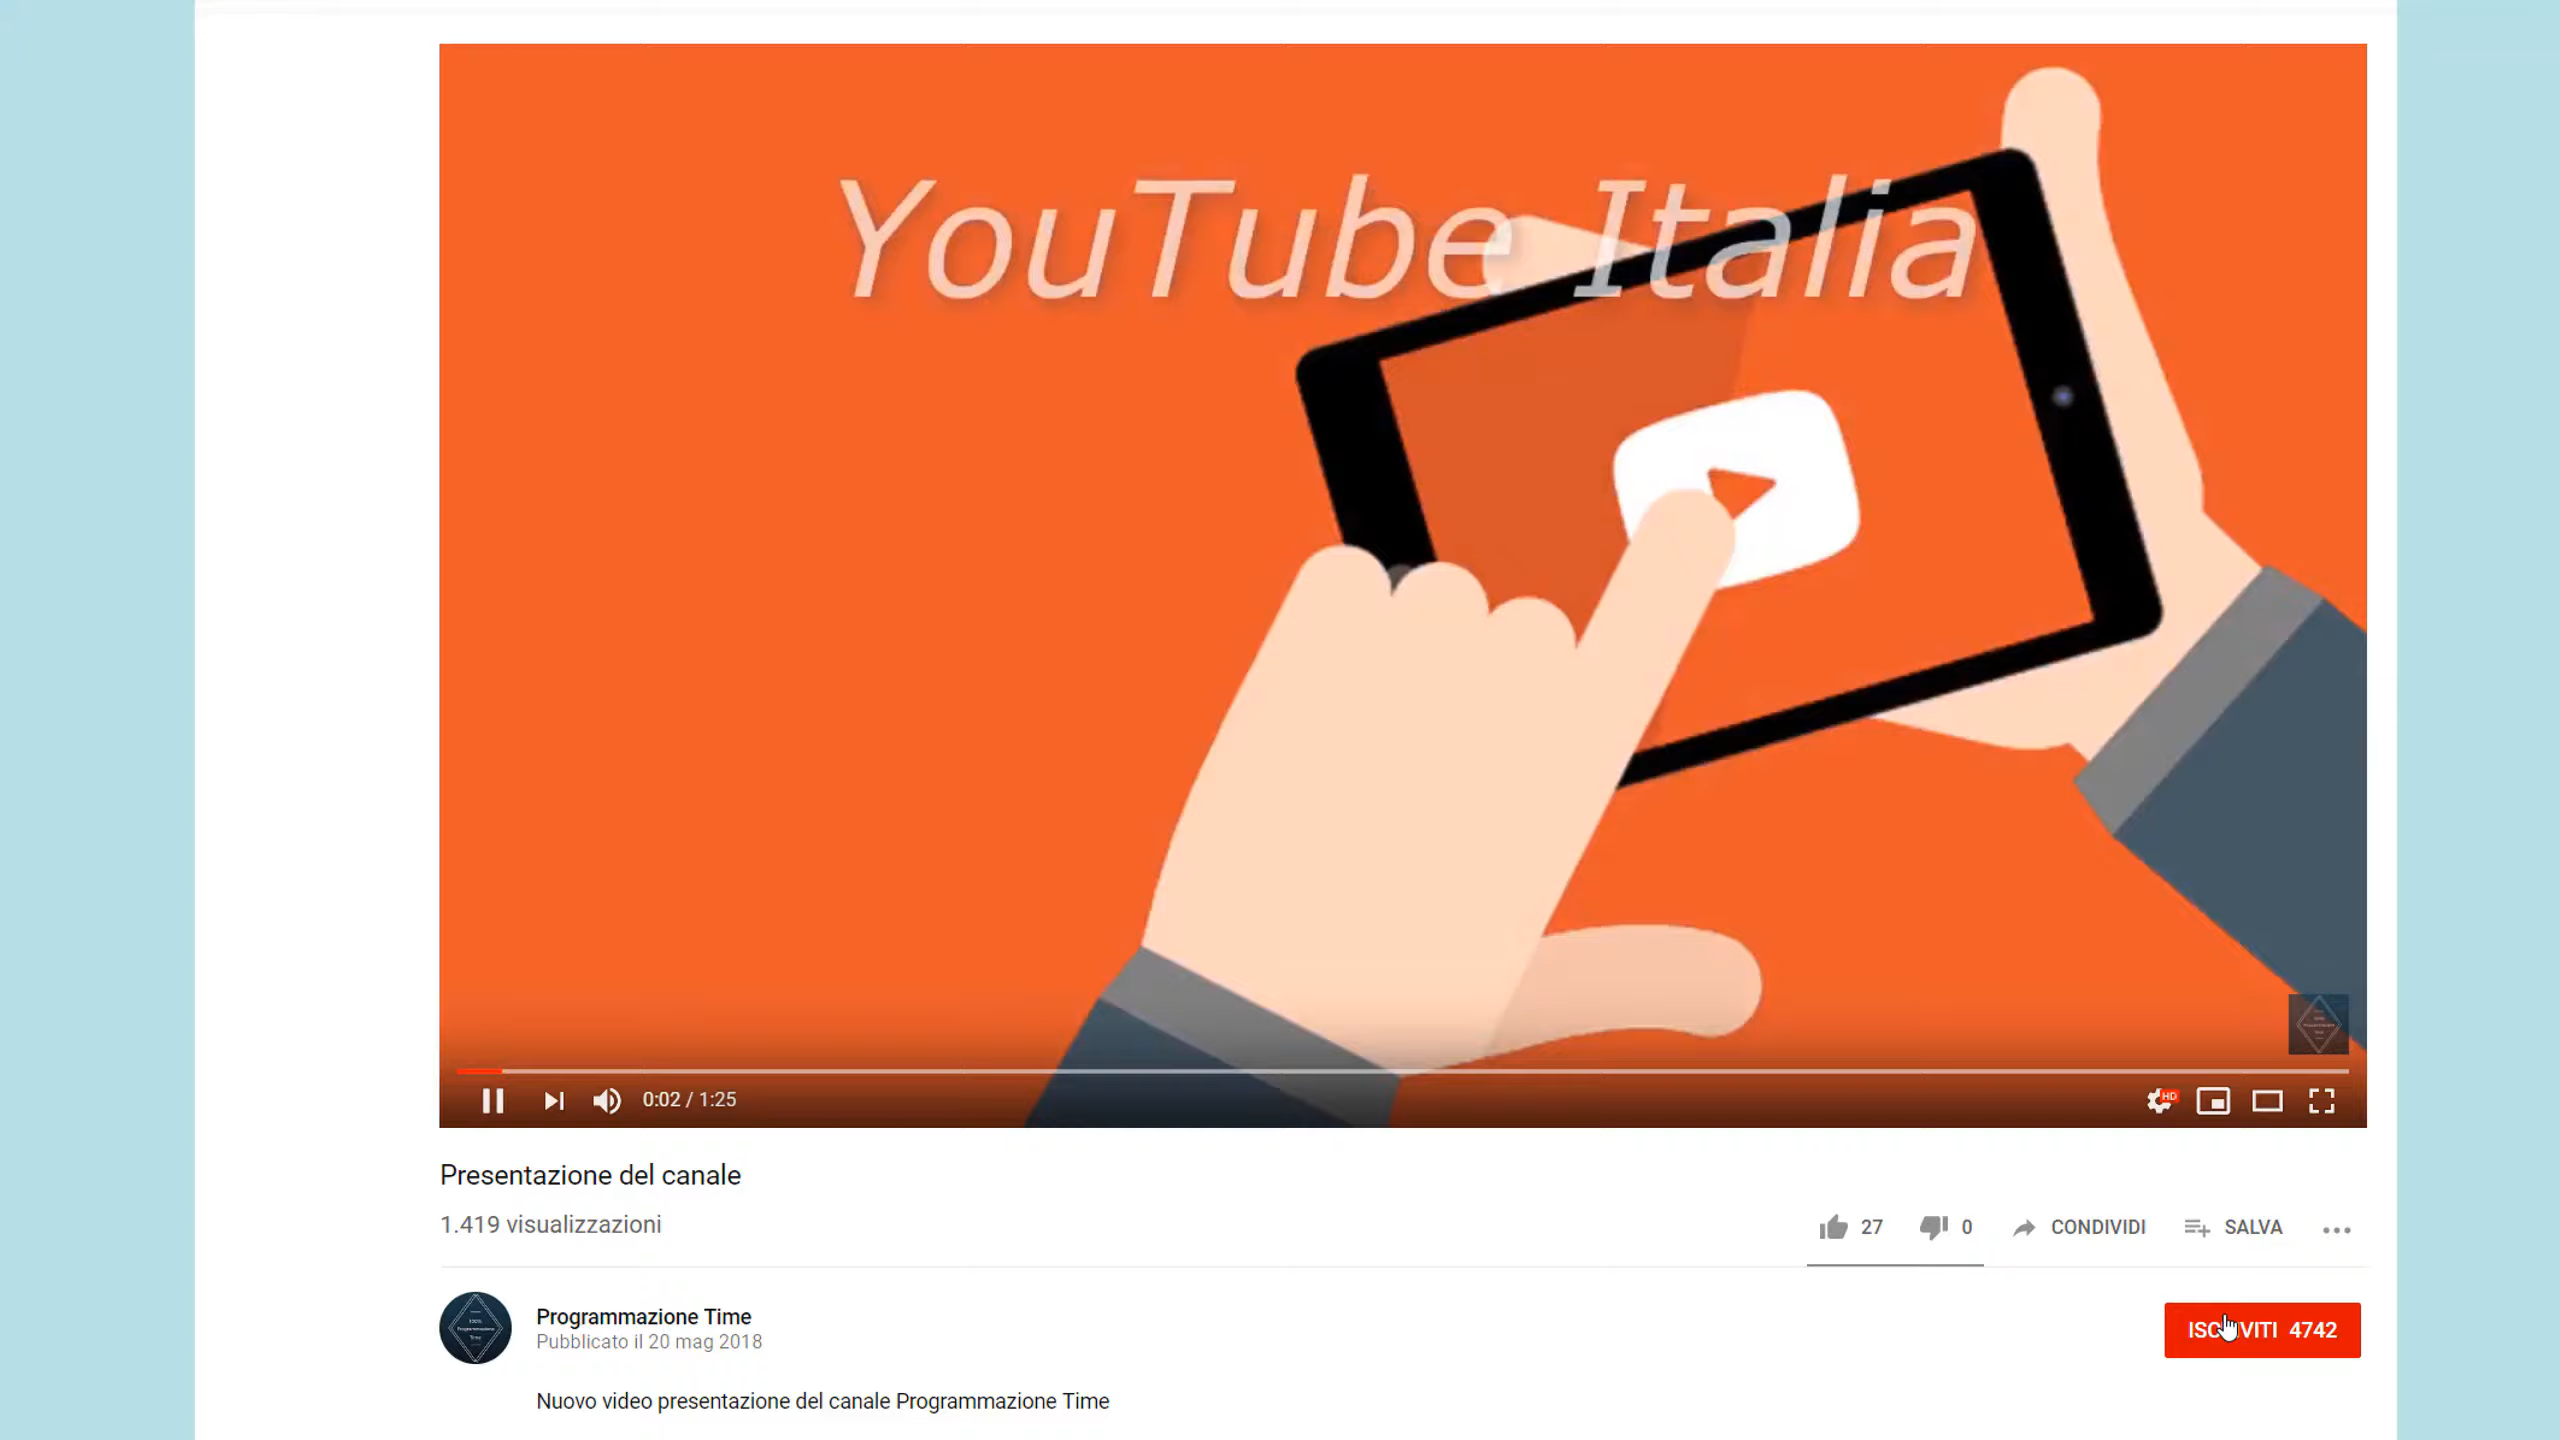 YouTube Italia
0:02 / 1:25
HD
Presentazione del canale
1.419 visualizzazioni
27
0
CONDIVIDI
SALVA
Programmazione Time
Pubblicato il 20 mag 2018
4742
Nuovo video presentazione del canale Programmazione Time